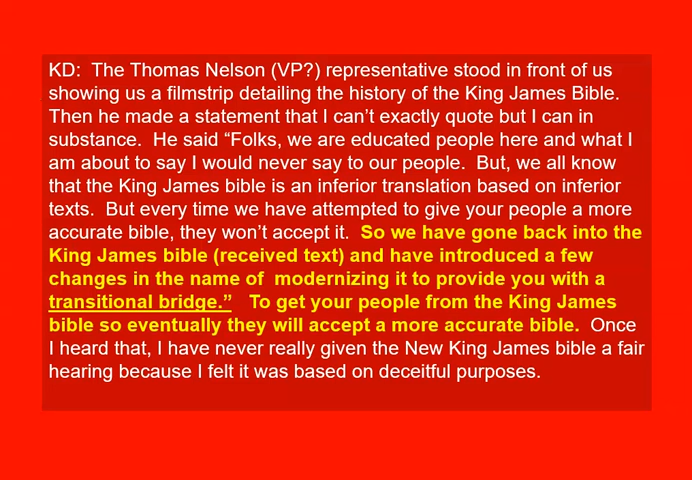 KD:  The Thomas Nelson (VP?) representative stood in front of us
showing us a filmstrip detailing the history of the King James Bible.
Then he made a statement that I can’t exactly quote but I can in
substance.  He said “Folks, we are educated people here and what I
am about to say I would never say to our people.  But, we all know
that the King James bible is an inferior translation based on inferior
texts.  But every time we have attempted to give your people a more
accurate bible, they won’t accept it.  So we have gone back into the
King James bible (received text) and have introduced a few
changes in the name of  modernizing it to provide you with a
transitional bridge.”   To get your people from the King James
bible so eventually they will accept a more accurate bible.  Once
I heard that, I have never really given the New King James bible a fair
hearing because I felt it was based on deceitful purposes.